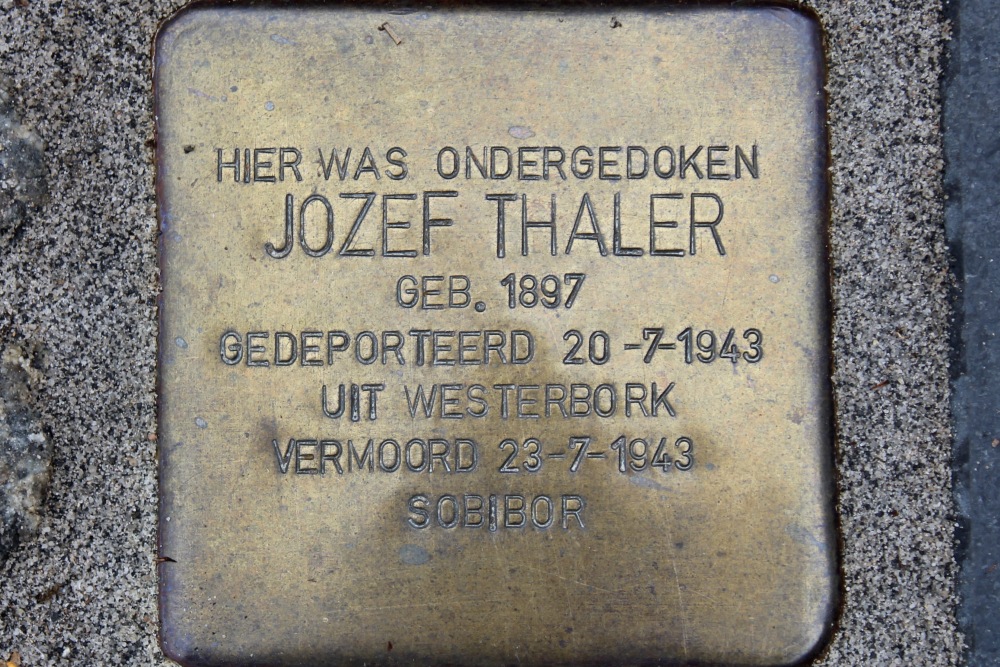 HIER WAS ONDERGEDOKEN
JOZEF THALER
GEB. 1897
GEDEPORTEERD 20-7-1943
UIT WESTERBORK
VERMOORD 23-7-1943
SOBIBOR